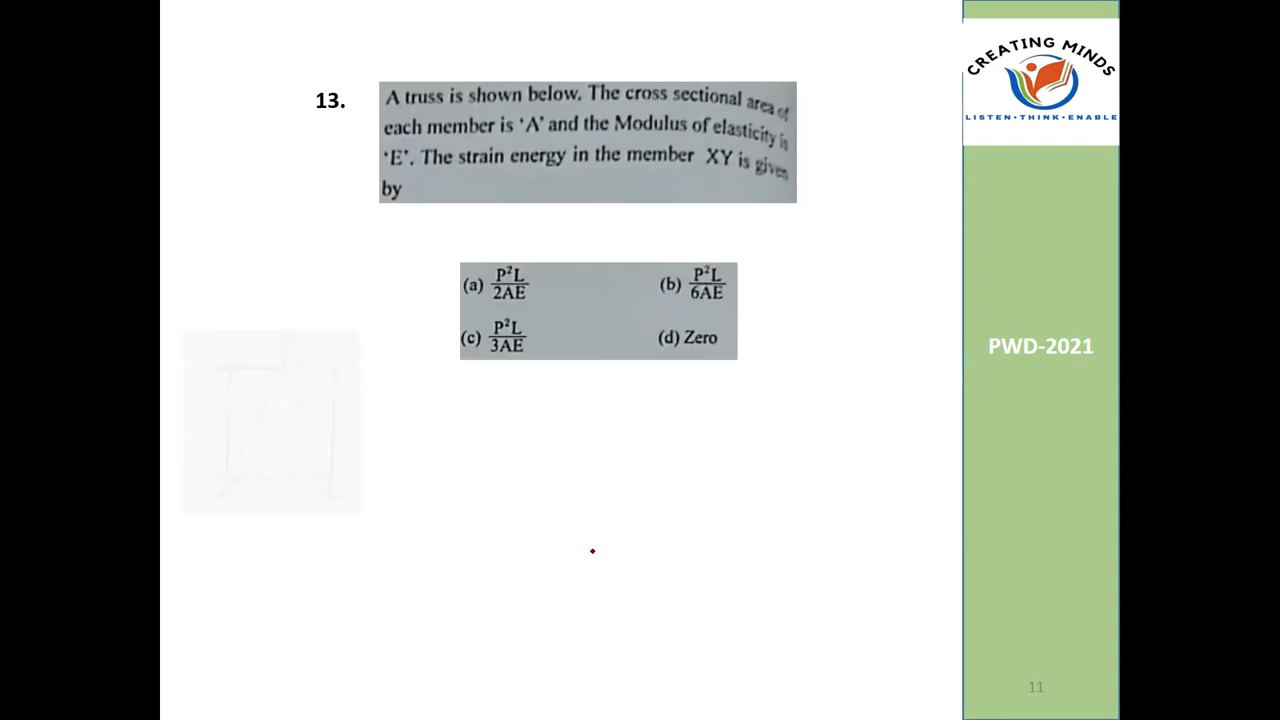 CREATING MINDS
LISTEN•THINK•ENABLE
13.
A truss is shown below. The cross sectional area of
each member is 'A' and the Modulus of elasticity is
'E'. The strain energy in the member XY is given
by
(a) P²L/2AE (b) P²L/6AE
(c) P²L/3AE (d) Zero
PWD-2021
11